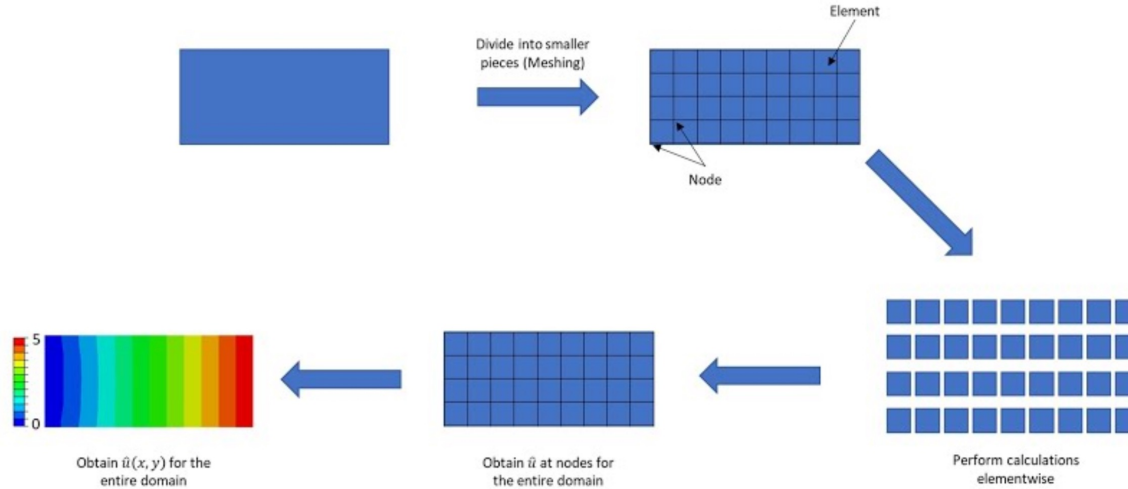 Element
Divide into smaller
pieces (Meshing)
Node
5
0
Obtain û(x, y) for the
entire domain
Obtain û at nodes for
the entire domain
Perform calculations
elementwise